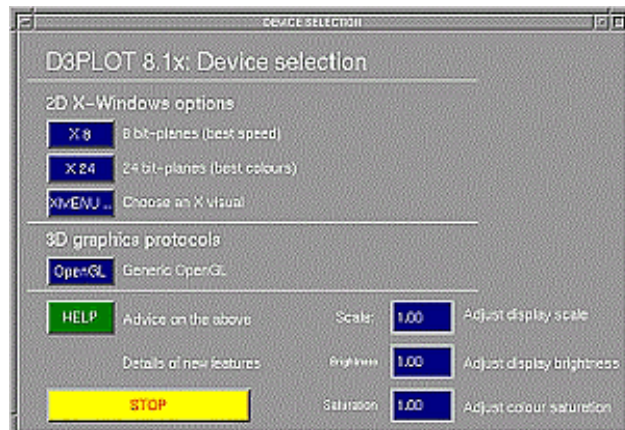 DEVICE SELECTION
D3PLOT 8.1x: Device selection
2D X-Windows options
X 8 8 bit-planes (best speed)
X 24 24 bit-planes (best colours)
XMENU .. Choose an X visual
3D graphics protocols
OpenGL Generic OpenGL
HELP Advice on the above Scale: 1.00 Adjust display scale
Details of new features Brightness 1.00 Adjust display brightness
STOP Saturation 1.00 Adjust colour saturation